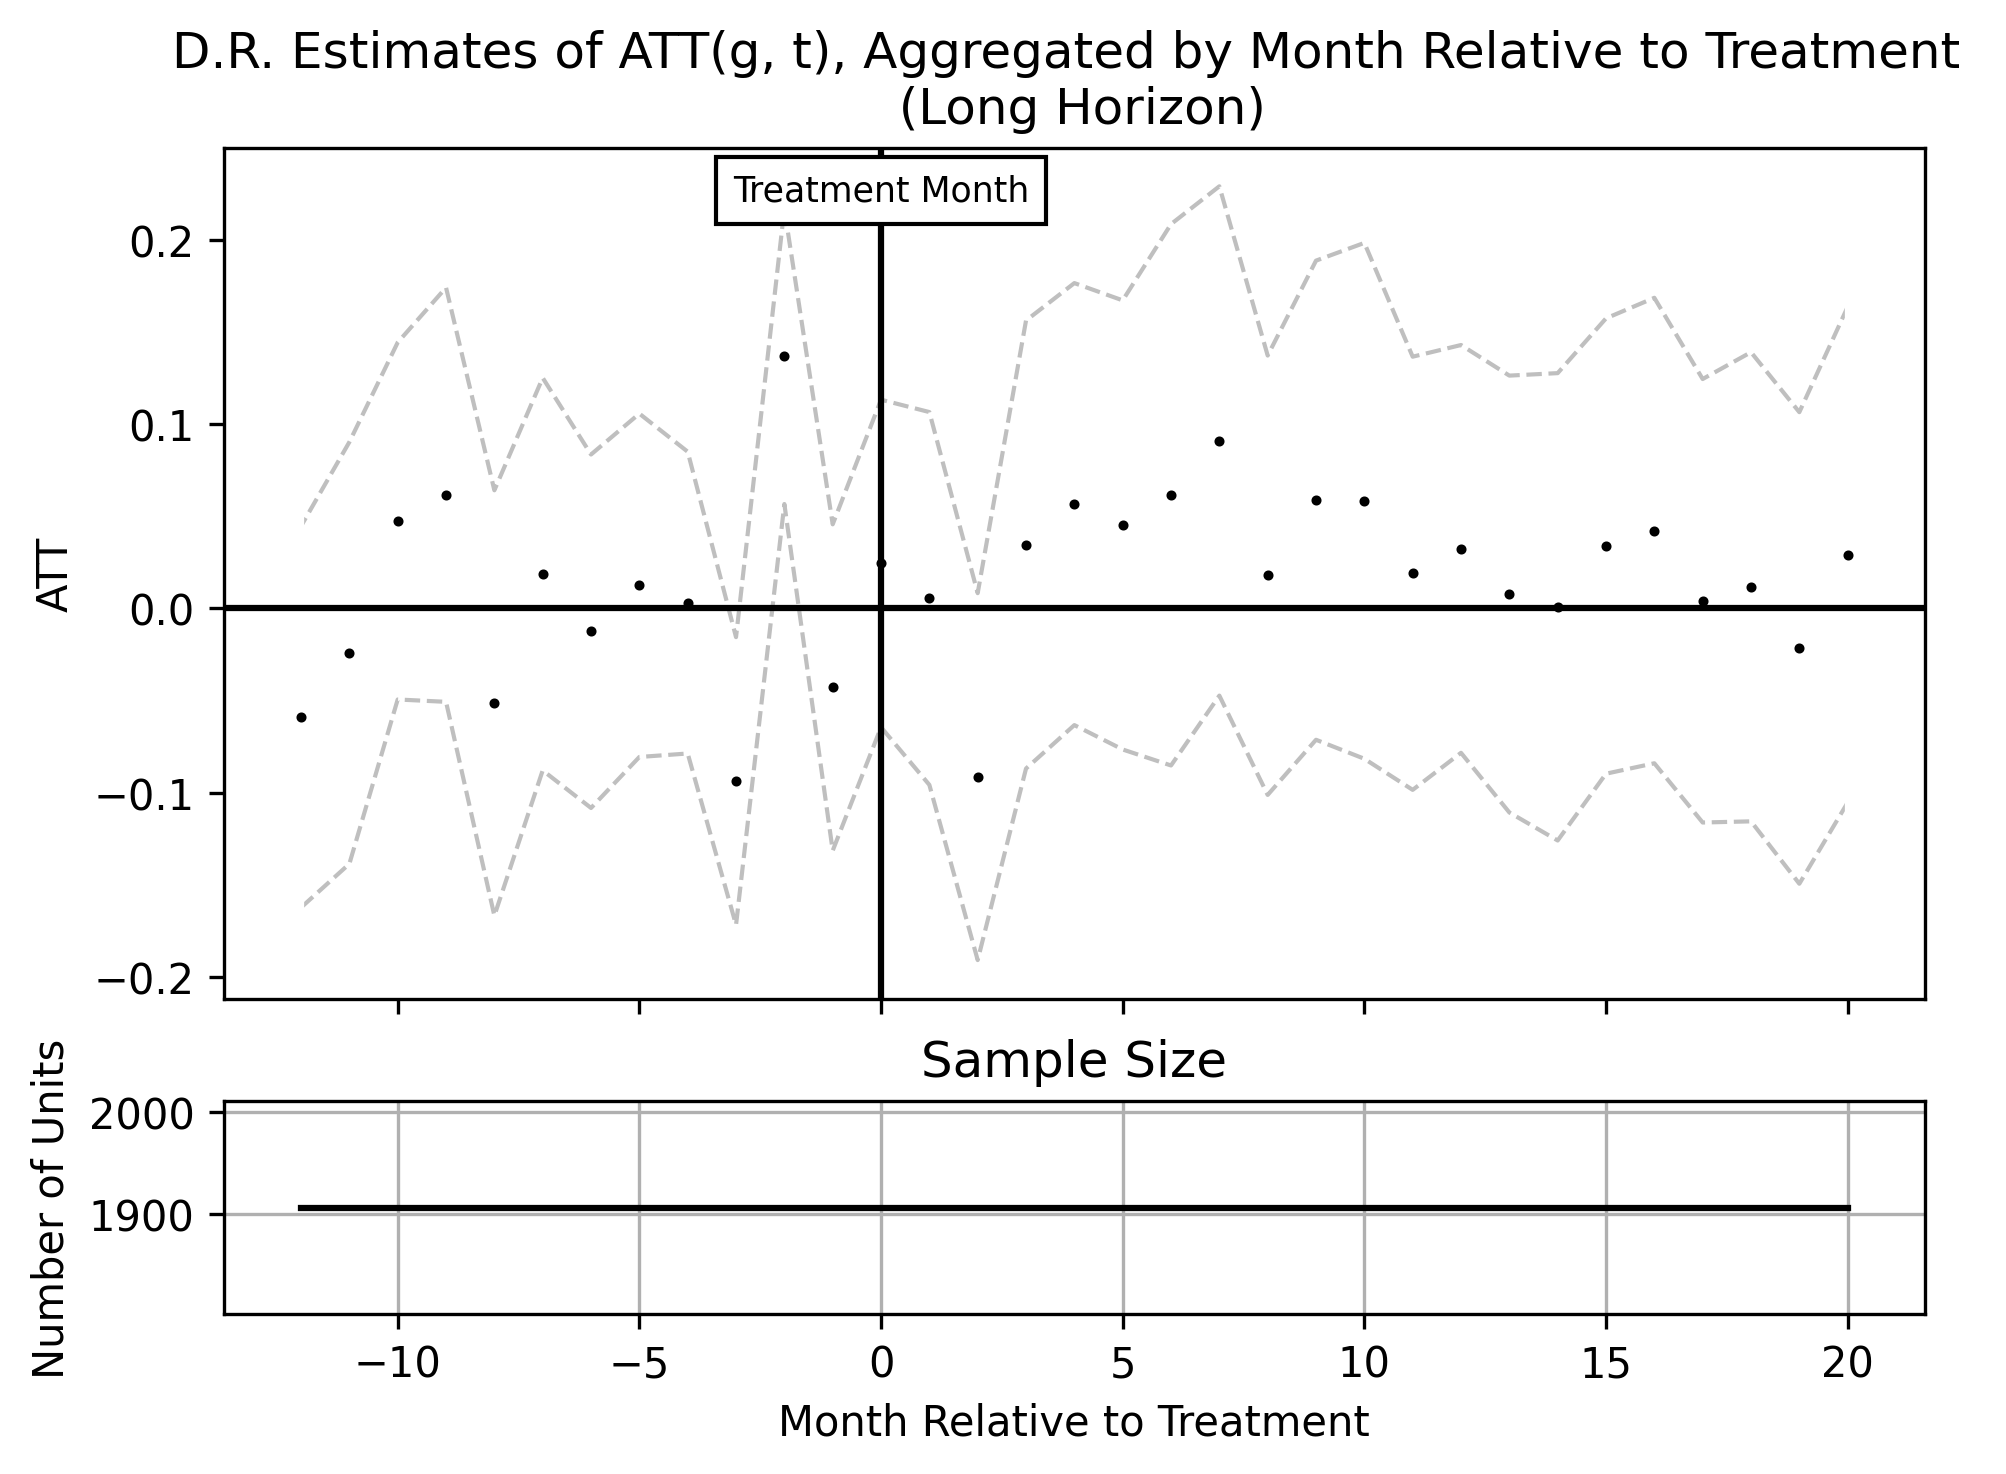 D.R. Estimates of ATT(g, t), Aggregated by Month Relative to Treatment
(Long Horizon)
Treatment Month
ATT
0.2
0.1
0.0
−0.1
−0.2
Sample Size
Number of Units
2000
1900
−10 −5 0 5 10 15 20
Month Relative to Treatment